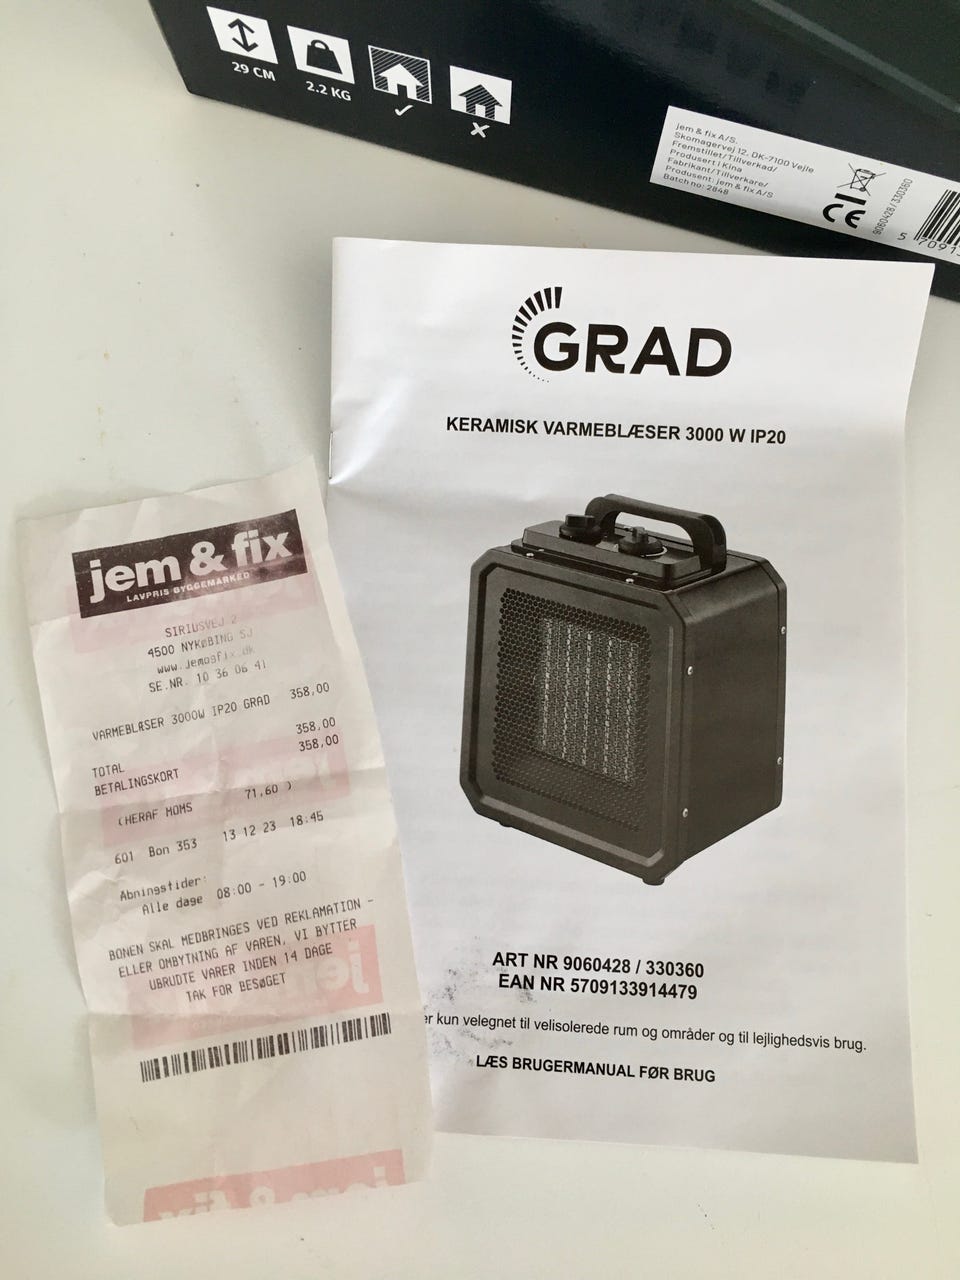 29 CM
2.2 KG
jem & fix A/S.
Skomagervej 12, DK-7100 Vejle
Fremstillet/Tillverkad/
Produsert i Kina
Fabrikant/Tillverkare/
Produsent: jem & fix A/S
Batch no: 2848
CE
9060428/330360
5 70913
GRAD
KERAMISK VARMEBLÆSER 3000 W IP20
ART NR 9060428 / 330360
EAN NR 5709133914479
er kun velegnet til velisolerede rum og områder og til lejlighedsvis brug.
LÆS BRUGERMANUAL FØR BRUG
jem & fix
LAVPRIS BYGGEMARKED
SIRIUSVEJ 2
4500 NYKØBING SJ
www.jemogfix.dk
SE.NR. 10 36 06 41
VARMEBLÆSER 3000W IP20 GRAD 358,00
TOTAL 358,00
BETALINGSKORT 358,00
(HERAF MOMS 71,60 )
601 Bon 353 13 12 23 18:45
Åbningstider:
Alle dage 08:00 - 19:00
BONEN SKAL MEDBRINGES VED REKLAMATION -
ELLER OMBYTNING AF VAREN, VI BYTTER
UBRUDTE VARER INDEN 14 DAGE
TAK FOR BESØGET